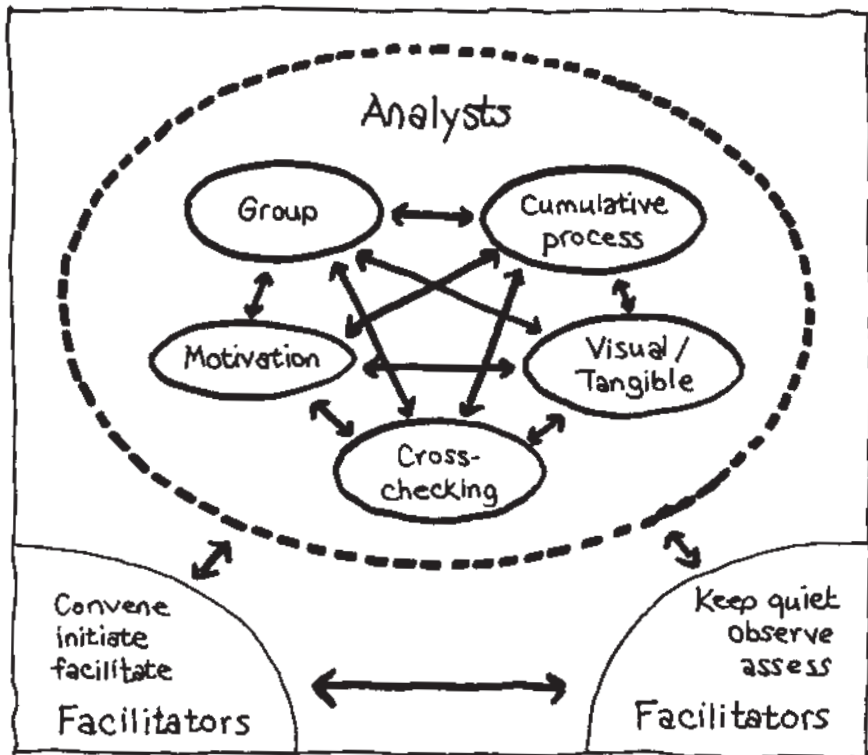 Analysts
Group
Cumulative
process
Motivation
Visual /
Tangible
Cross-
checking
Convene
initiate
facilitate
Facilitators
Keep quiet
observe
assess
Facilitators